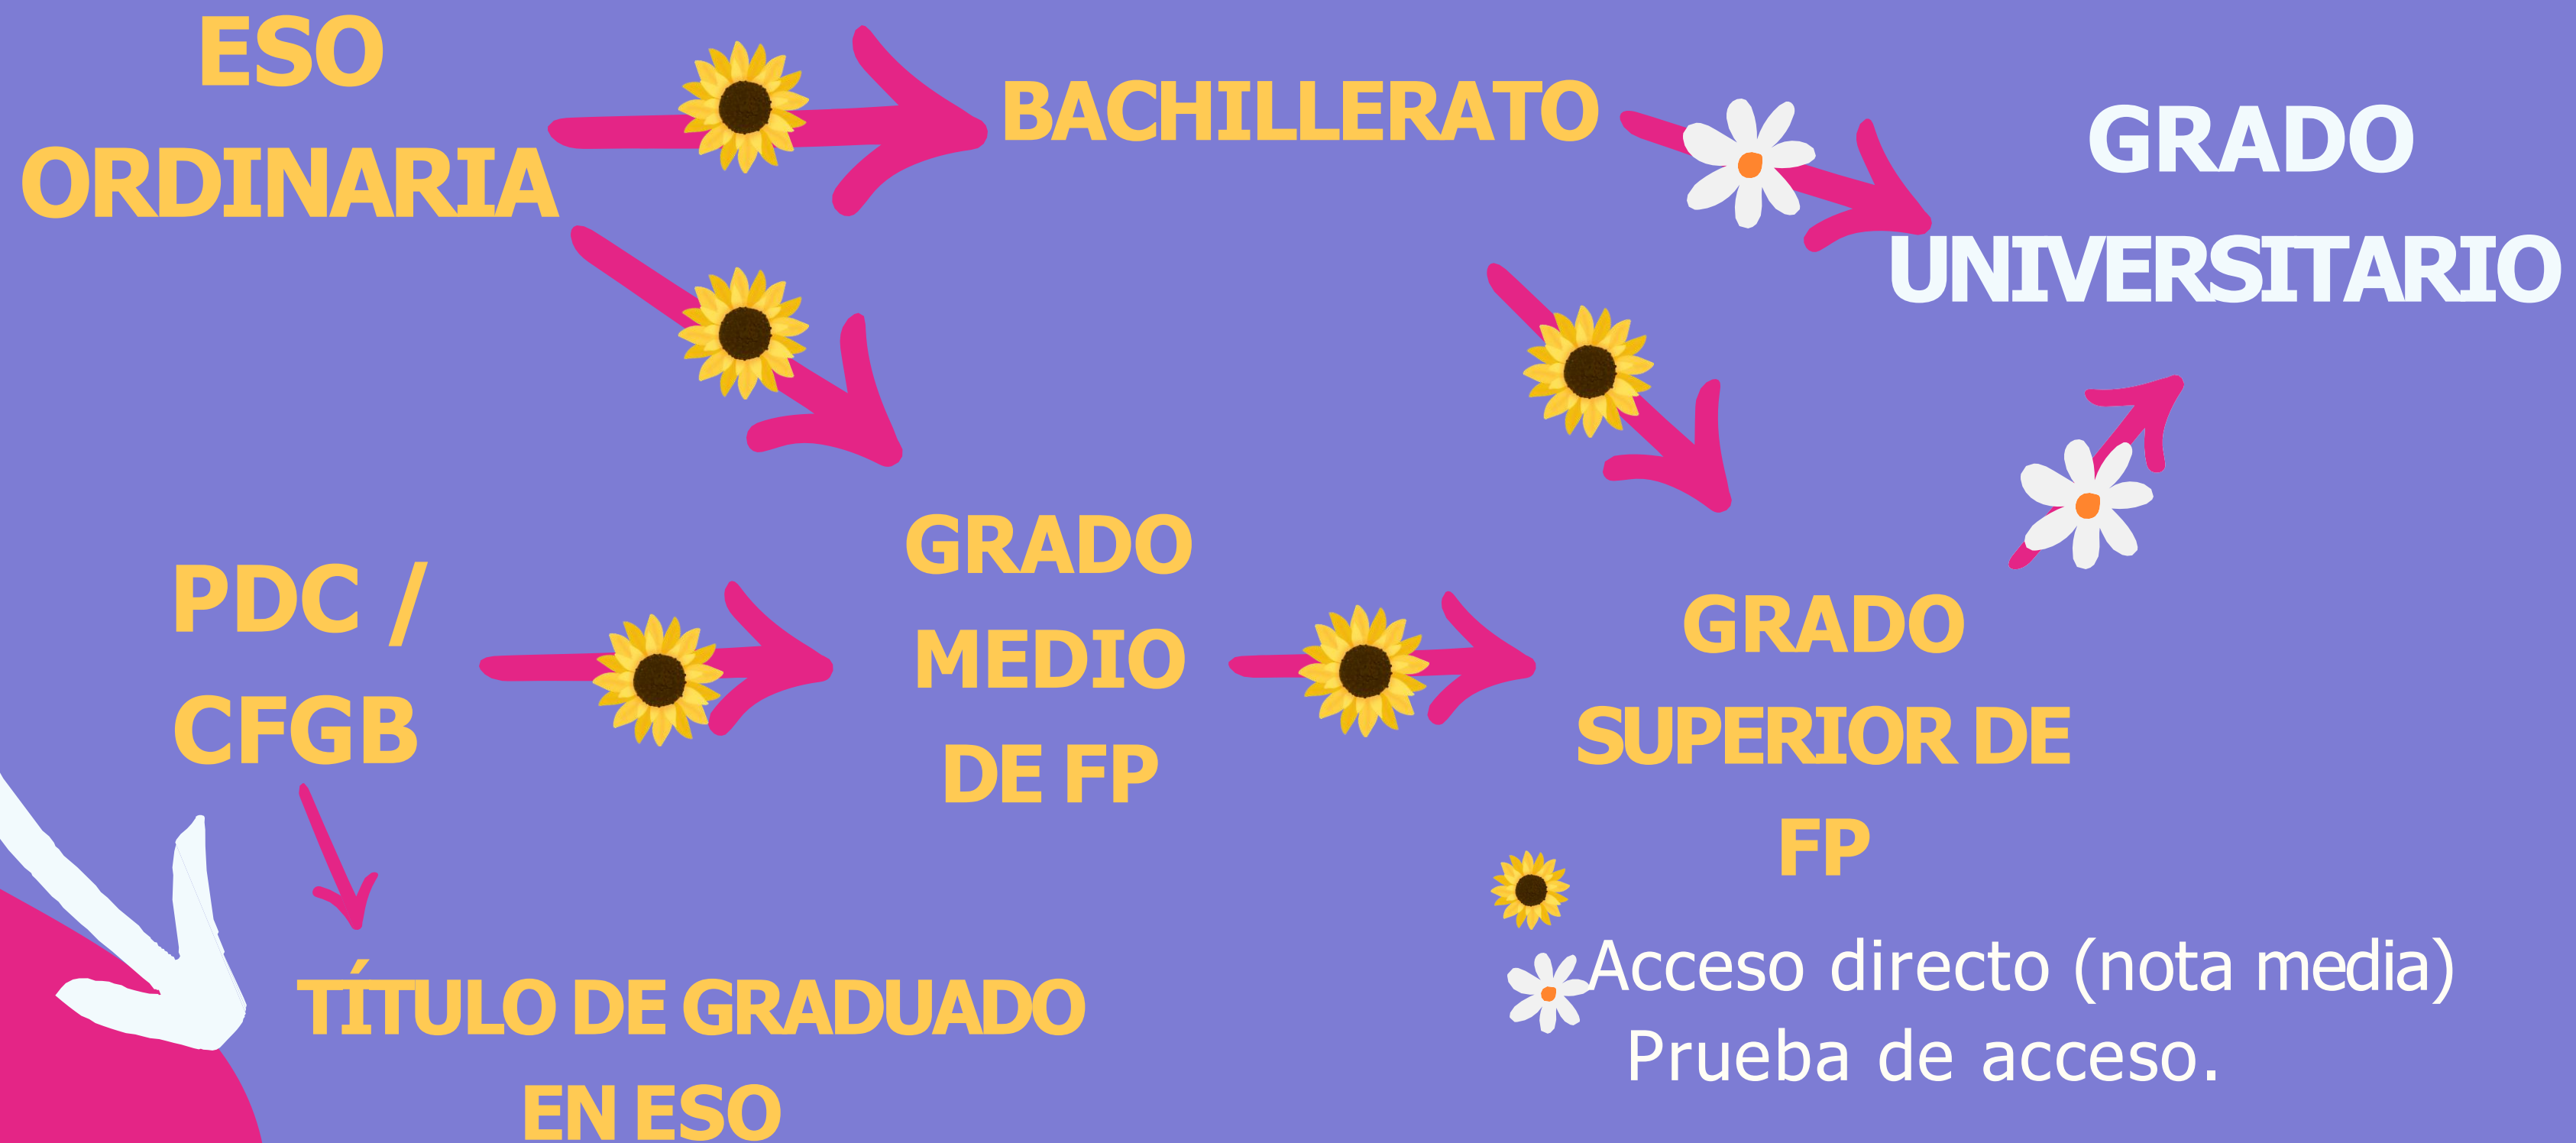 ESO
ORDINARIA
BACHILLERATO
GRADO
UNIVERSITARIO
PDC /
CFGB
GRADO
MEDIO
DE FP
GRADO
SUPERIOR DE
FP
TÍTULO DE GRADUADO
EN ESO
Acceso directo (nota media)
Prueba de acceso.